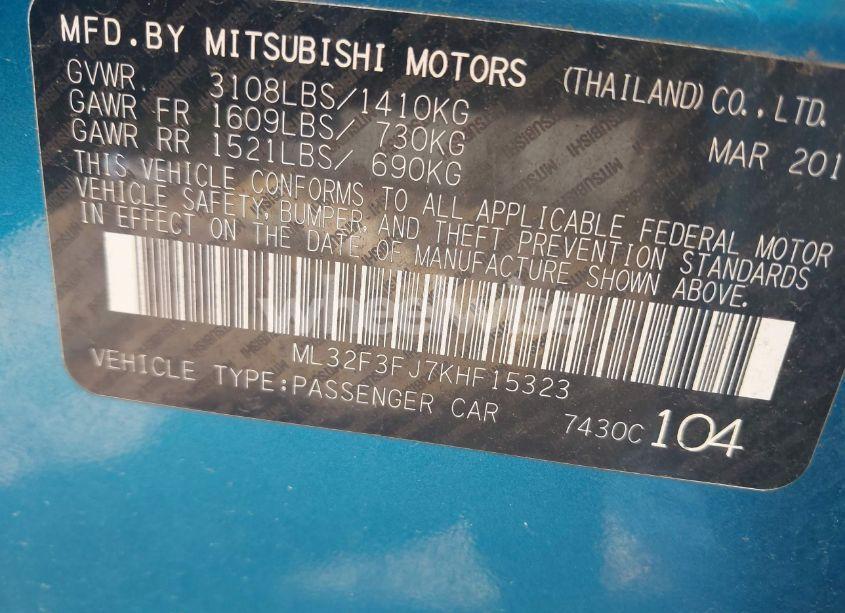 MFD.BY MITSUBISHI MOTORS (THAILAND)CO.,LTD.
GVWR. 3108LBS/1410KG
GAWR FR 1609LBS/ 730KG MAR 201
GAWR RR 1521LBS/ 690KG
THIS VEHICLE CONFORMS TO ALL APPLICABLE FEDERAL MOTOR
VEHICLE SAFETY, BUMPER, AND THEFT PREVENTION STANDARDS
IN EFFECT ON THE DATE OF MANUFACTURE SHOWN ABOVE.
wheelwise
ML32F3FJ7KHF15323
VEHICLE TYPE:PASSENGER CAR 7430C 104